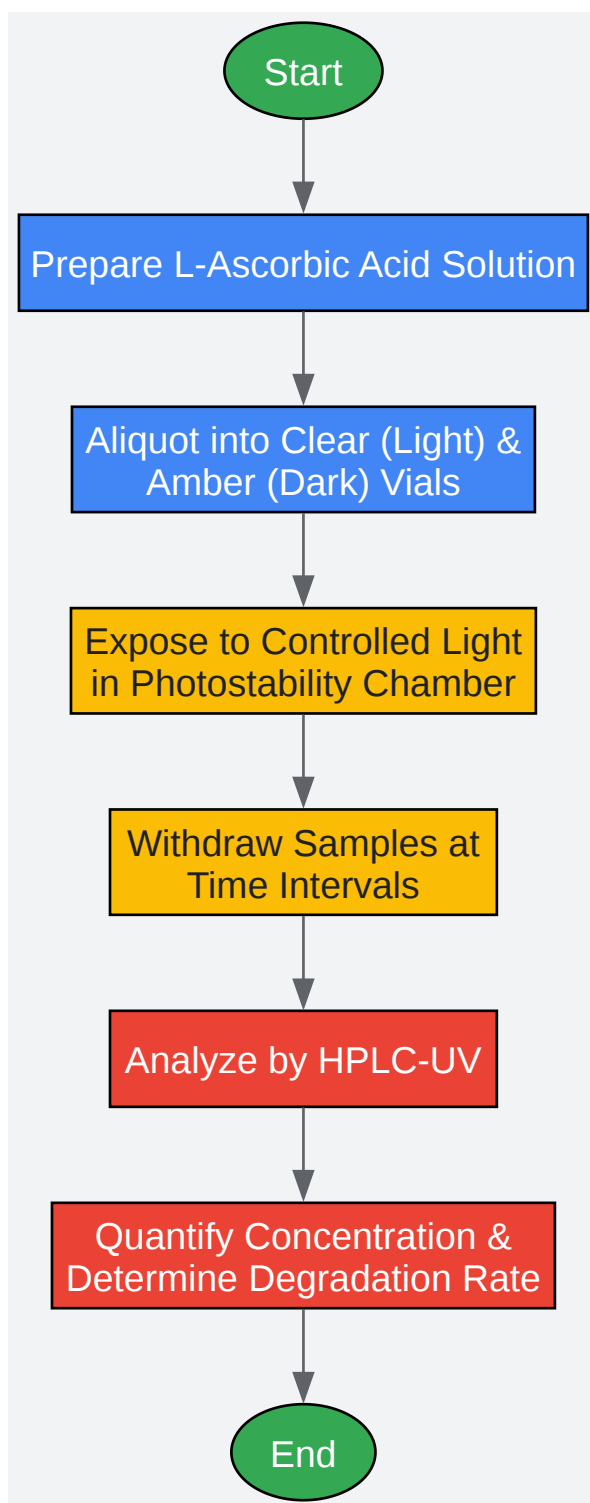 Start
Prepare L-Ascorbic Acid Solution
Aliquot into Clear (Light) &
Amber (Dark) Vials
Expose to Controlled Light
in Photostability Chamber
Withdraw Samples at
Time Intervals
Analyze by HPLC-UV
Quantify Concentration &
Determine Degradation Rate
End